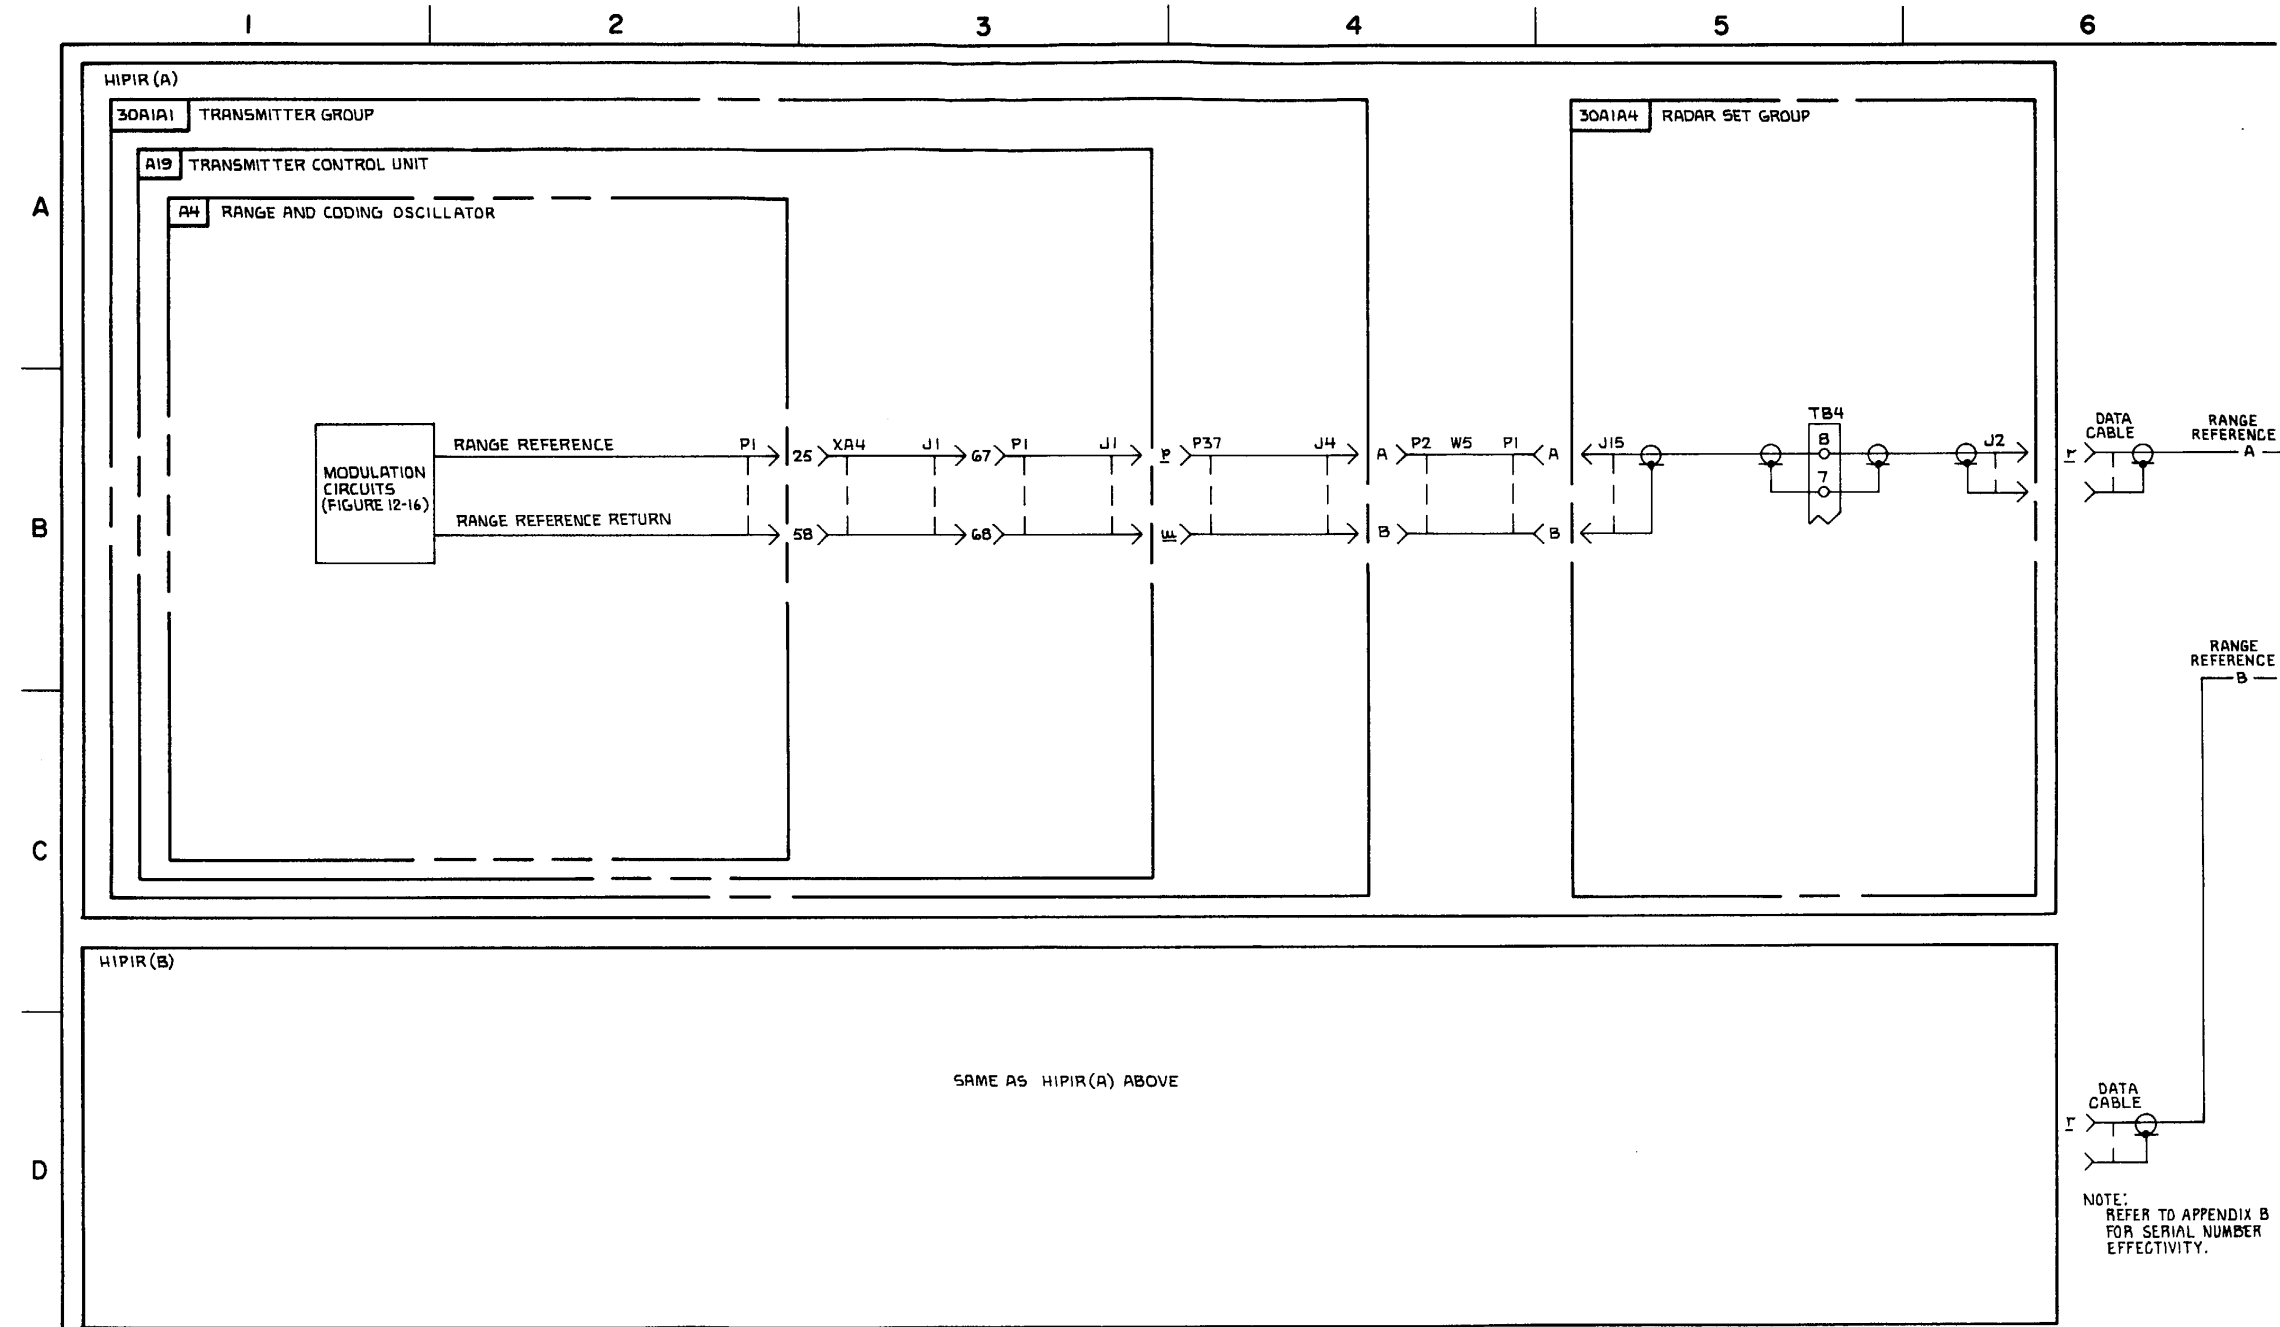 1 2 3 4 5 6
HIPIR(A)
30A1A1 TRANSMITTER GROUP
30A1A4 RADAR SET GROUP
A19 TRANSMITTER CONTROL UNIT
A
A4 RANGE AND CODING OSCILLATOR
MODULATION
CIRCUITS
(FIGURE 12-16)
RANGE REFERENCE P1 25 XA4 J1 67 P1 J1 p P37 J4 A P2 W5 P1 A J15
TB4
8
7
J2
r
DATA
CABLE
RANGE
REFERENCE
A
B
RANGE REFERENCE RETURN 58 68 m B B
RANGE
REFERENCE
B
C
HIPIR(B)
SAME AS HIPIR(A) ABOVE
DATA
CABLE
r
D
NOTE:
REFER TO APPENDIX B
FOR SERIAL NUMBER
EFFECTIVITY.